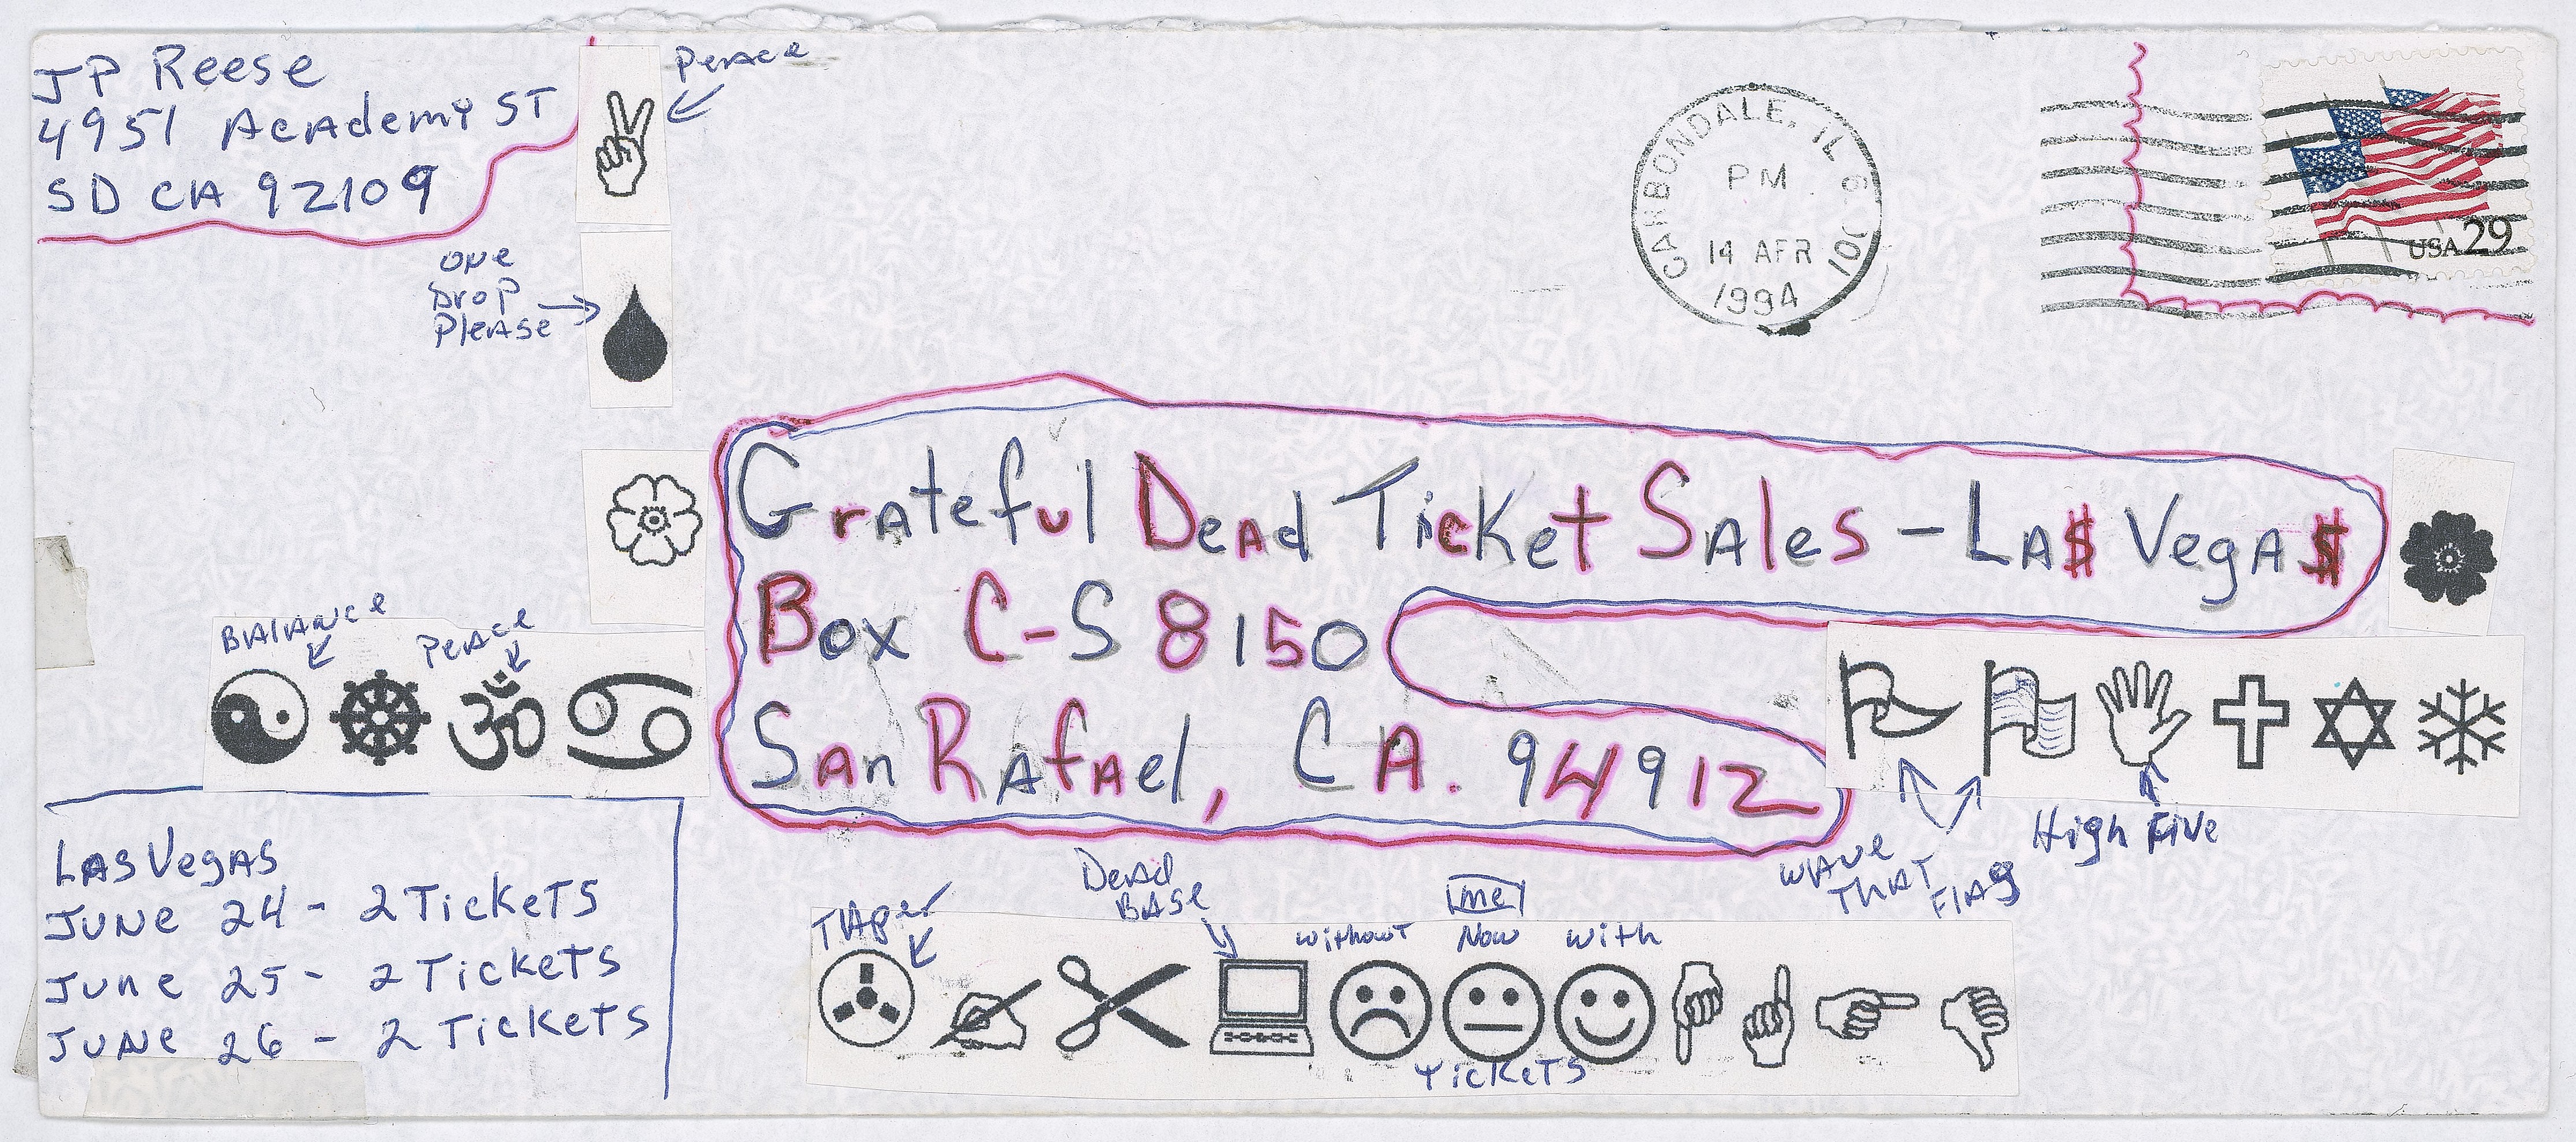 JP Reese
4951 Academy ST
SD CA 92109
Peace
one
Drop
Please
CARBONDALE, IL
PM
14 APR
1994
USA 29
Grateful Dead Ticket Sales - LA$ VegA$
Box C-S 8150
San Rafael, CA. 94912
BAlANce
Peace
LAS VegAS
JUNe 24 - 2 TickeTS
June 25 - 2 TickeTS
JUNe 26 - 2 TickeTS
WAve
THAT
FlAg
High Five
TAper
DeAd
BASe
me
without Now with
TickeTS